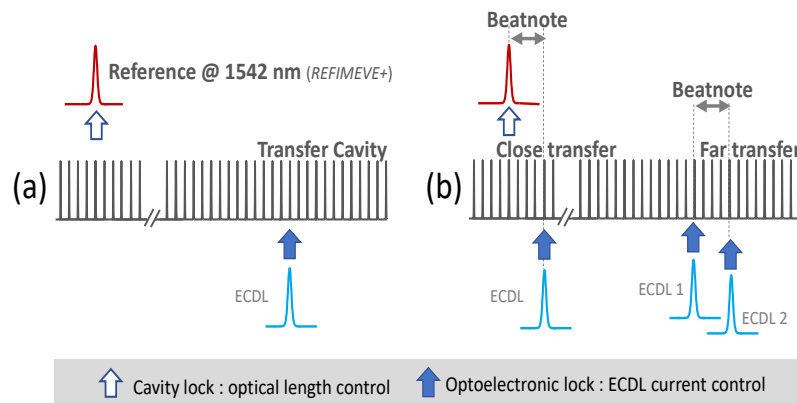 Beatnote
Reference @ 1542 nm (REFIMEVE+)
Beatnote
Transfer Cavity
Close transfer
Far transfer
(a)
(b)
ECDL
ECDL
ECDL 1
ECDL 2
Cavity lock : optical length control
Optoelectronic lock : ECDL current control